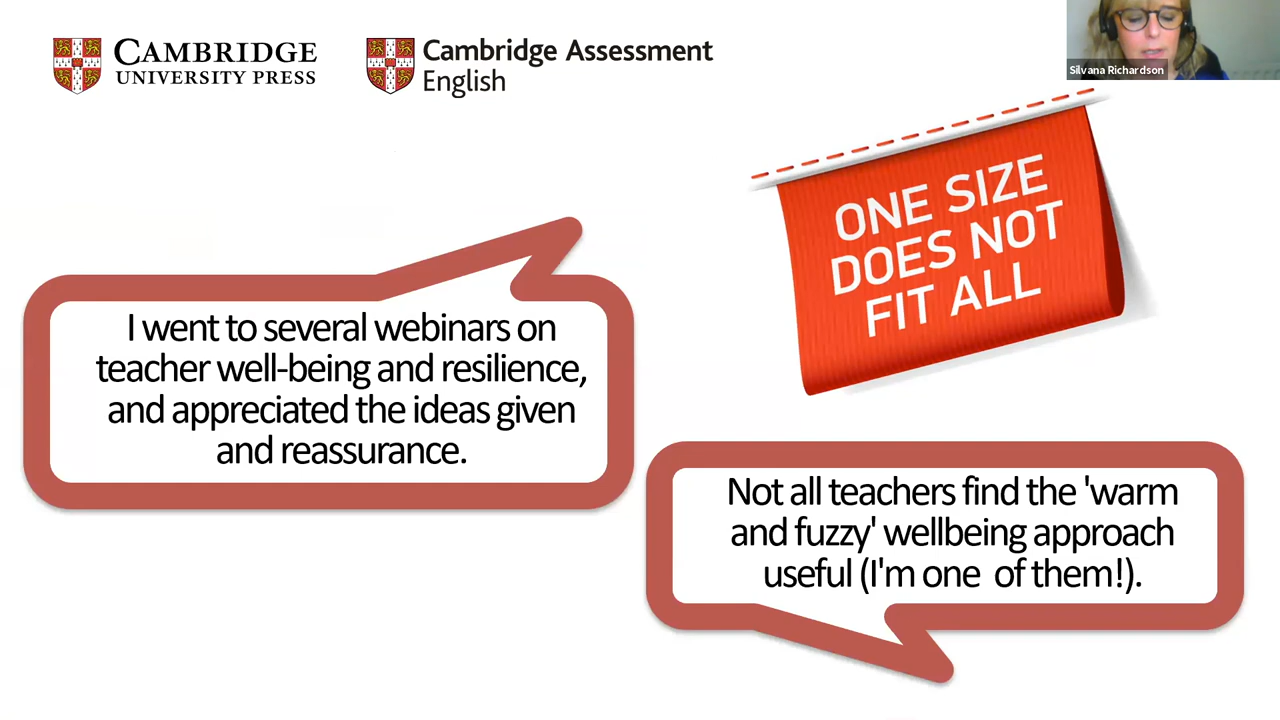 CAMBRIDGE
UNIVERSITY PRESS
Cambridge Assessment
English
Silvana Richardson
ONE SIZE
DOES NOT
FIT ALL
I went to several webinars on
teacher well-being and resilience,
and appreciated the ideas given
and reassurance.
Not all teachers find the 'warm
and fuzzy' wellbeing approach
useful (I'm one of them!).